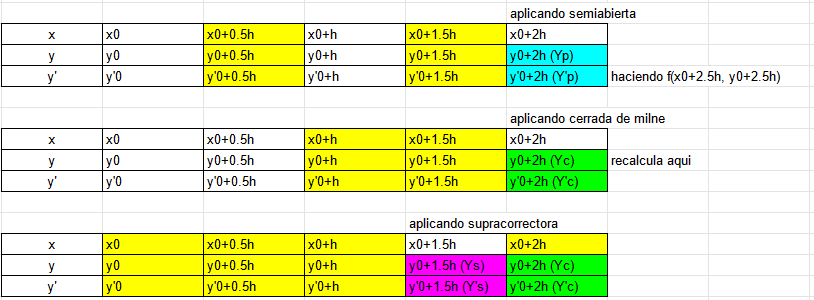 aplicando semiabierta
x x0 x0+0.5h x0+h x0+1.5h x0+2h
y y0 y0+0.5h y0+h y0+1.5h y0+2h (Yp)
y' y'0 y'0+0.5h y'0+h y'0+1.5h y'0+2h (Y'p) haciendo f(x0+2.5h, y0+2.5h)
aplicando cerrada de milne
x x0 x0+0.5h x0+h x0+1.5h x0+2h
y y0 y0+0.5h y0+h y0+1.5h y0+2h (Yc) recalcula aqui
y' y'0 y'0+0.5h y'0+h y'0+1.5h y'0+2h (Y'c)
aplicando supracorrectora
x x0 x0+0.5h x0+h x0+1.5h x0+2h
y y0 y0+0.5h y0+h y0+1.5h (Ys) y0+2h (Yc)
y' y'0 y'0+0.5h y'0+h y'0+1.5h (Y's) y'0+2h (Y'c)